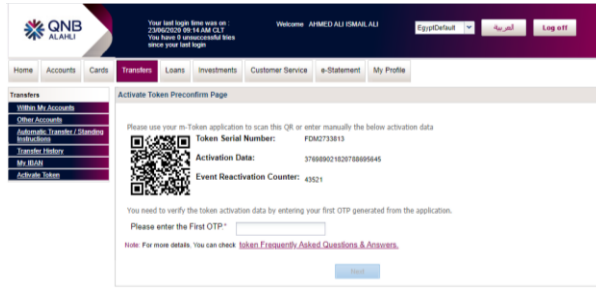 QNB
ALAHLI
Your last login time was on :
23/06/2020 09:14 AM CLT
You have 0 unsuccessful tries
since your last login
Welcome AHMED ALI ISMAIL ALI
EgyptDefault
العربية
Log off
Home Accounts Cards Transfers Loans Investments Customer Service e-Statement My Profile
Transfers
Within My Accounts
Other Accounts
Automatic Transfer / Standing
Instructions
Transfer History
My IBAN
Activate Token
Activate Token Preconfirm Page
Please use your m-Token application to scan this QR or enter manually the below activation data
Token Serial Number: FDM2733813
Activation Data: 376989021826788695645
Event Reactivation Counter: 43521
You need to verify the token activation data by entering your first OTP generated from the application.
Please enter the First OTP:*
Note: For more details, You can check token Frequently Asked Questions & Answers.
Next